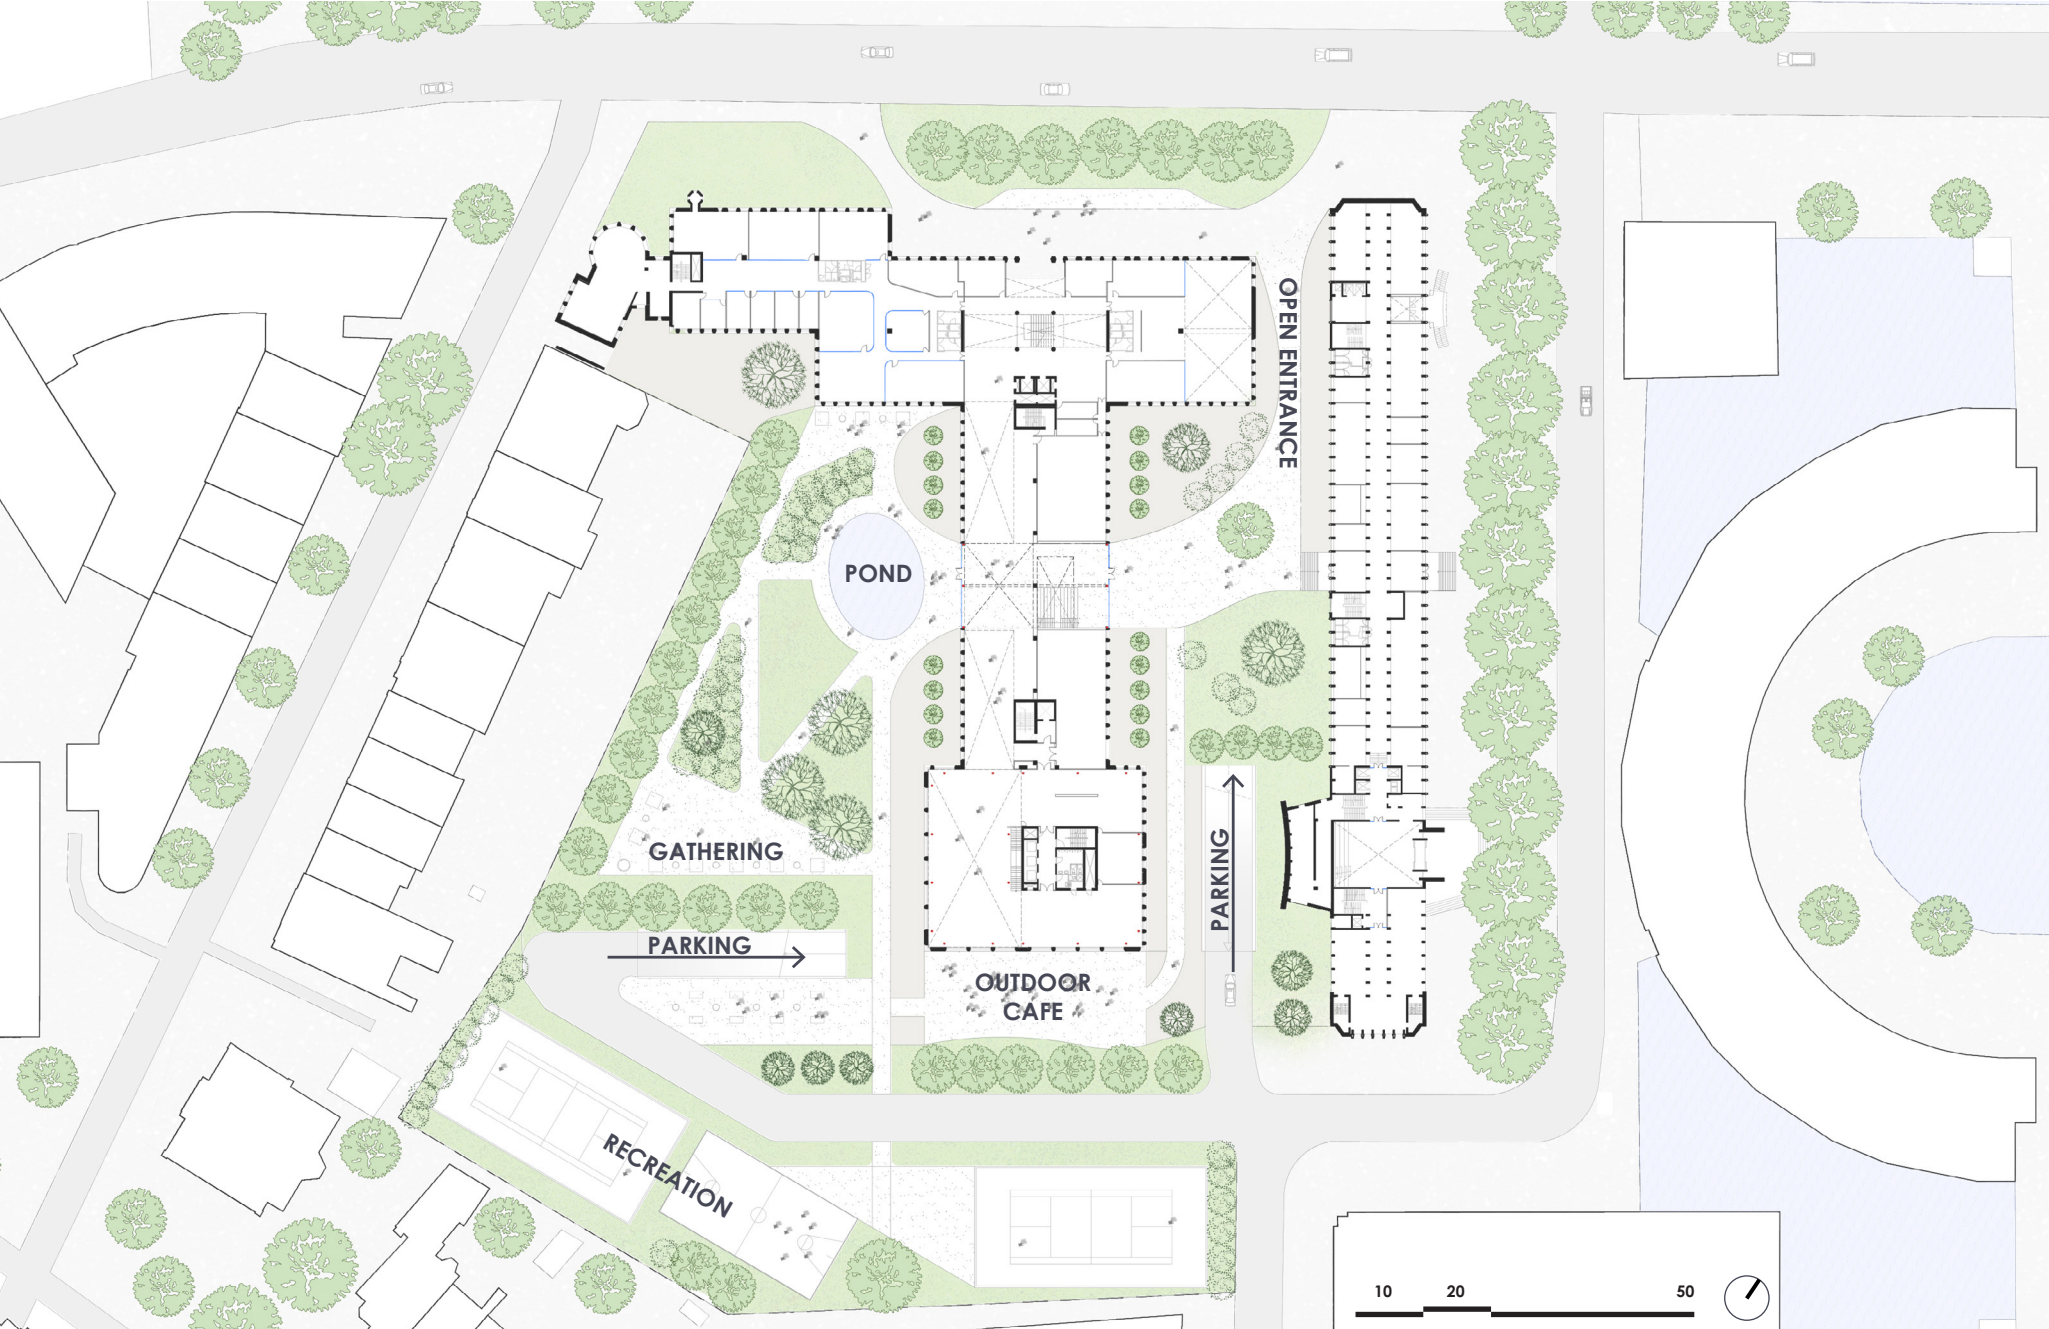 OPEN ENTRANCE
POND
GATHERING
PARKING
PARKING
OUTDOOR
CAFE
RECREATION
10 20 50